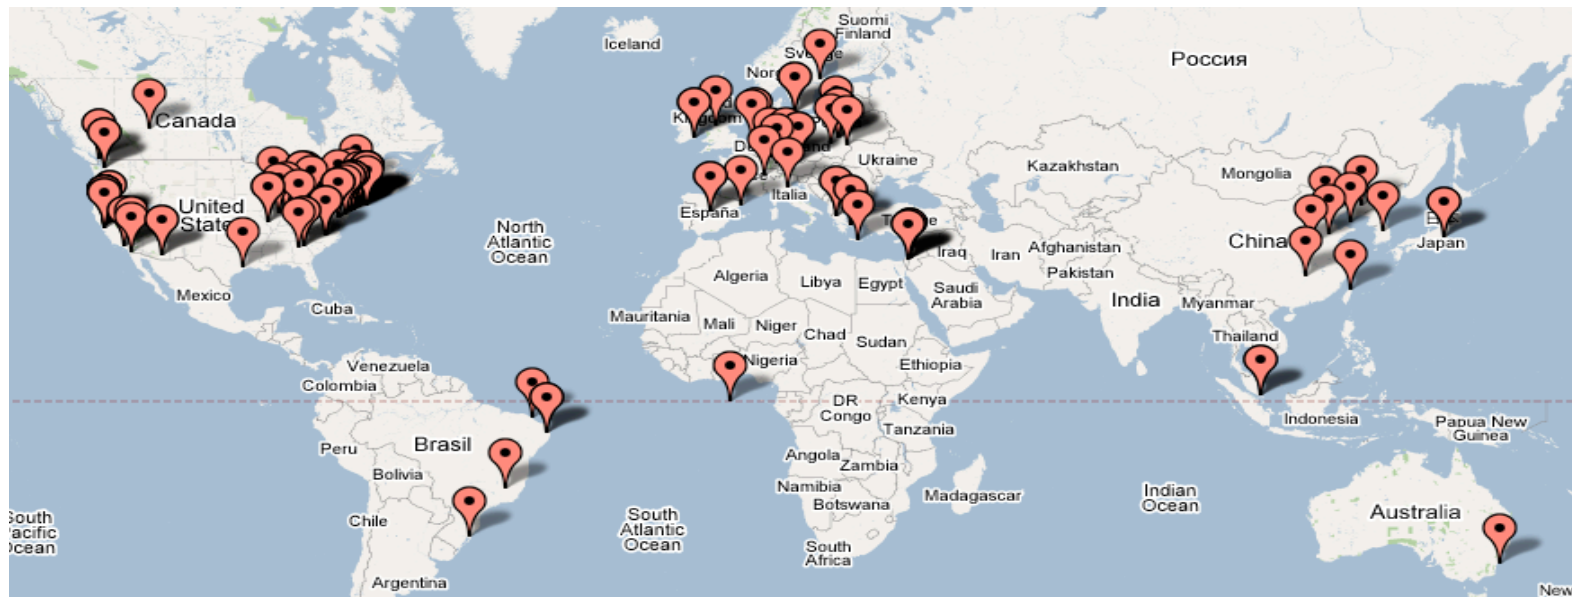 Suomi
Finland
Iceland
Россия
Canada
Ukraine
Kazakhstan
Mongolia
Italia
España
United
North
Atlantic
Ocean
China
Japan
Iraq
Iran
Afghanistan
Pakistan
Algeria
Libya
Egypt
Saudi
Arabia
Mexico
Cuba
India
Myanmar
Mauritania
Mali
Niger
Chad
Sudan
Thailand
Nigeria
Ethiopia
Venezuela
Colombia
DR
Congo
Kenya
Tanzania
Indonesia
Papua New
Guinea
Brasil
Peru
Bolivia
Angola
Zambia
Namibia
Botswana
Madagascar
Indian
Ocean
Australia
Chile
South
Atlantic
Ocean
South
Africa
Argentina
New